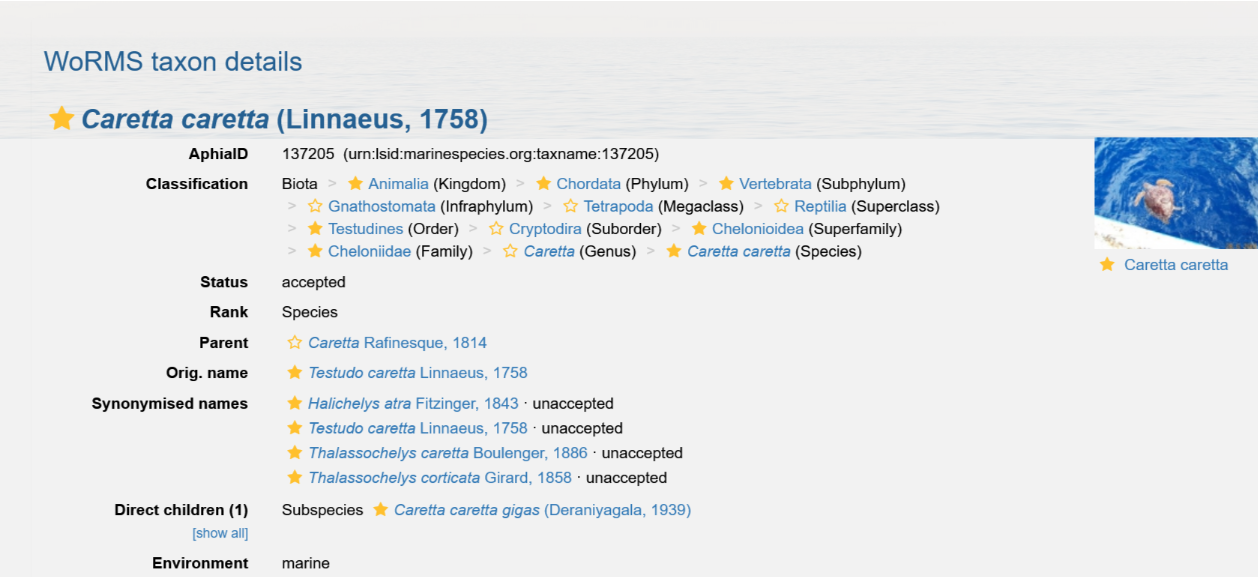 WoRMS taxon details
Caretta caretta (Linnaeus, 1758)
AphiaID 137205 (urn:lsid:marinespecies.org:taxname:137205)
Classification Biota > Animalia (Kingdom) > Chordata (Phylum) > Vertebrata (Subphylum)
> Gnathostomata (Infraphylum) > Tetrapoda (Megaclass) > Reptilia (Superclass)
> Testudines (Order) > Cryptodira (Suborder) > Chelonioidea (Superfamily)
> Cheloniidae (Family) > Caretta (Genus) > Caretta caretta (Species)
Caretta caretta
Status accepted
Rank Species
Parent Caretta Rafinesque, 1814
Orig. name Testudo caretta Linnaeus, 1758
Synonymised names Halichelys atra Fitzinger, 1843 · unaccepted
Testudo caretta Linnaeus, 1758 · unaccepted
Thalassochelys caretta Boulenger, 1886 · unaccepted
Thalassochelys corticata Girard, 1858 · unaccepted
Direct children (1) Subspecies Caretta caretta gigas (Deraniyagala, 1939)
[show all]
Environment marine